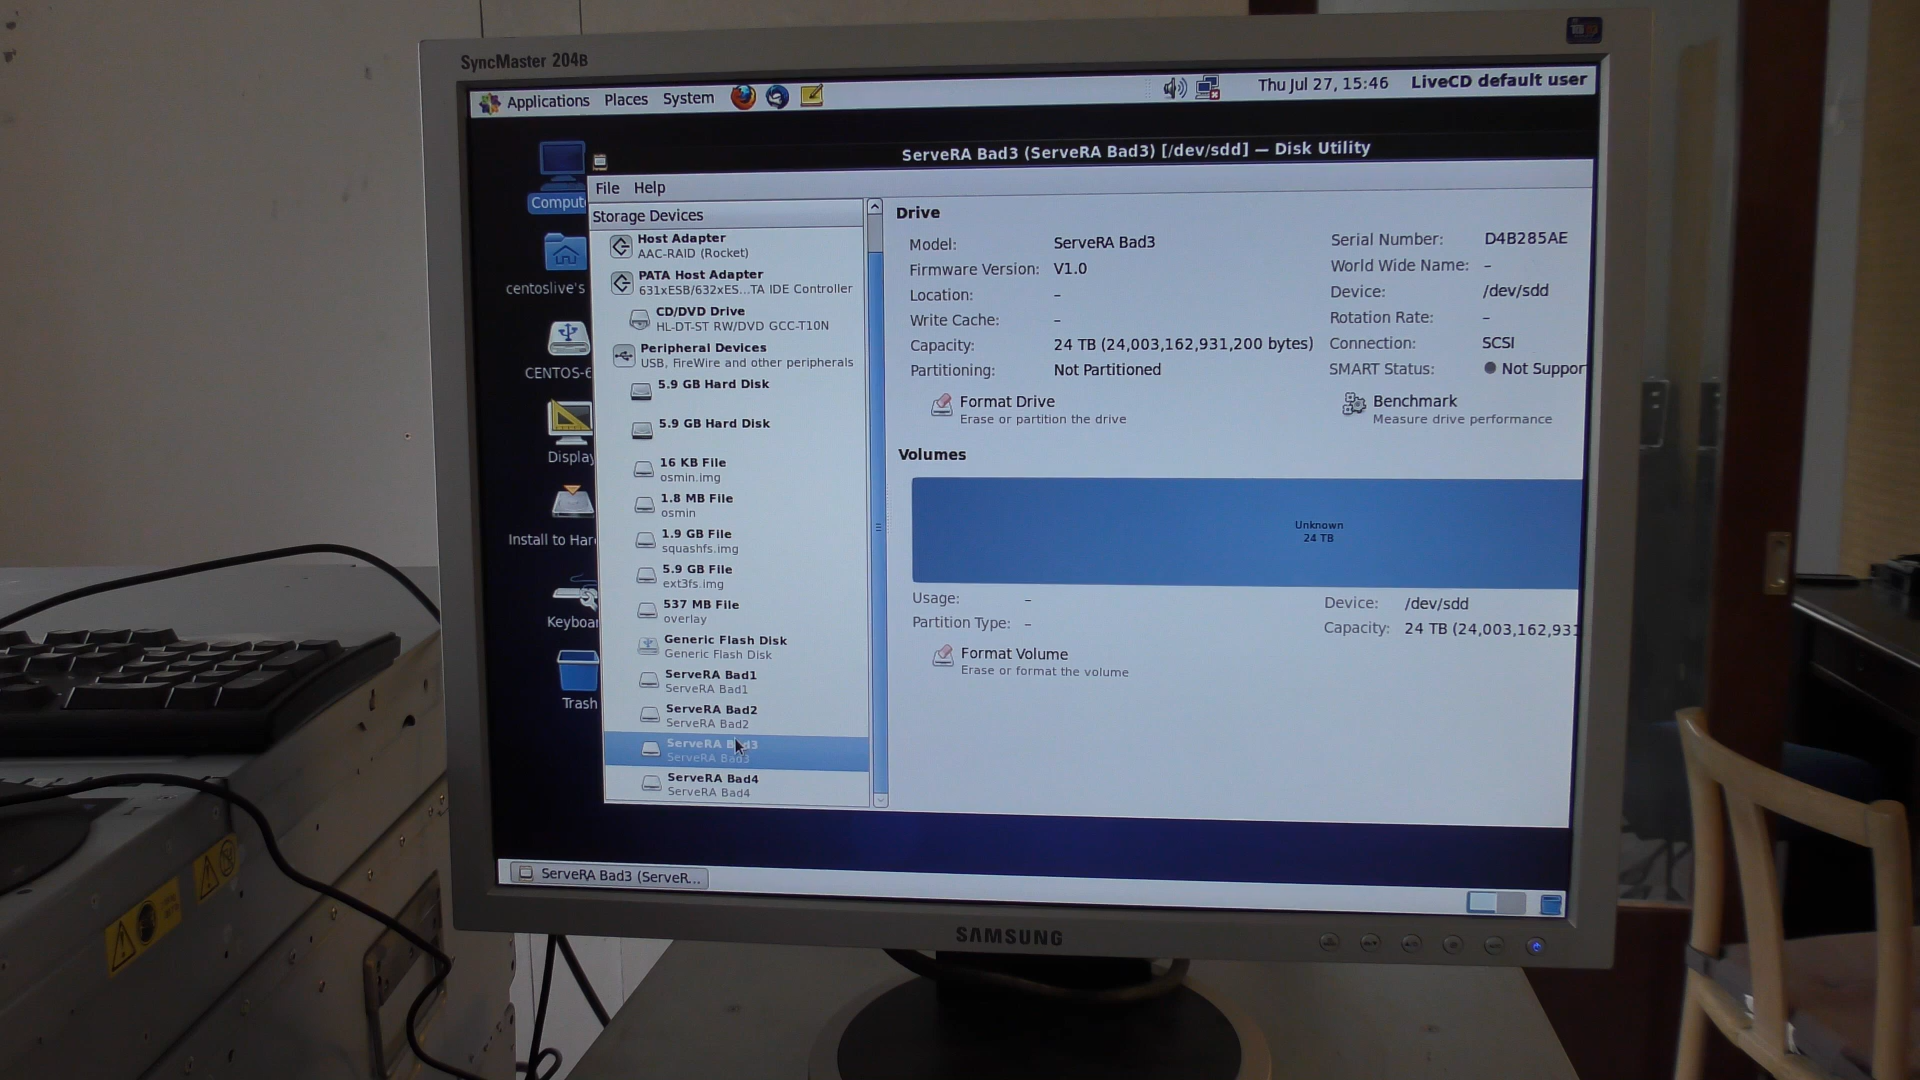 SyncMaster 204B
Applications Places System
Thu Jul 27, 15:46 LiveCD default user
ServeRA Bad3 (ServeRA Bad3) [/dev/sdd] — Disk Utility
File Help
Comput
centoslive's
CENTOS-6
Display
Install to Har
Keyboar
Trash
Storage Devices
Host Adapter
AAC-RAID (Rocket)
PATA Host Adapter
631xESB/632xES...TA IDE Controller
CD/DVD Drive
HL-DT-ST RW/DVD GCC-T10N
Peripheral Devices
USB, FireWire and other peripherals
5.9 GB Hard Disk
5.9 GB Hard Disk
16 KB File
osmin.img
1.8 MB File
osmin
1.9 GB File
squashfs.img
5.9 GB File
ext3fs.img
537 MB File
overlay
Generic Flash Disk
Generic Flash Disk
ServeRA Bad1
ServeRA Bad1
ServeRA Bad2
ServeRA Bad2
ServeRA Bad3
ServeRA Bad3
ServeRA Bad4
ServeRA Bad4
Drive
Model: ServeRA Bad3
Firmware Version: V1.0
Location: –
Write Cache: –
Capacity: 24 TB (24,003,162,931,200 bytes)
Partitioning: Not Partitioned
Serial Number: D4B285AE
World Wide Name: –
Device: /dev/sdd
Rotation Rate: –
Connection: SCSI
SMART Status: Not Suppor
Format Drive
Erase or partition the drive
Benchmark
Measure drive performance
Volumes
Unknown
24 TB
Usage: –
Partition Type: –
Device: /dev/sdd
Capacity: 24 TB (24,003,162,931
Format Volume
Erase or format the volume
ServeRA Bad3 (ServeR...
SAMSUNG